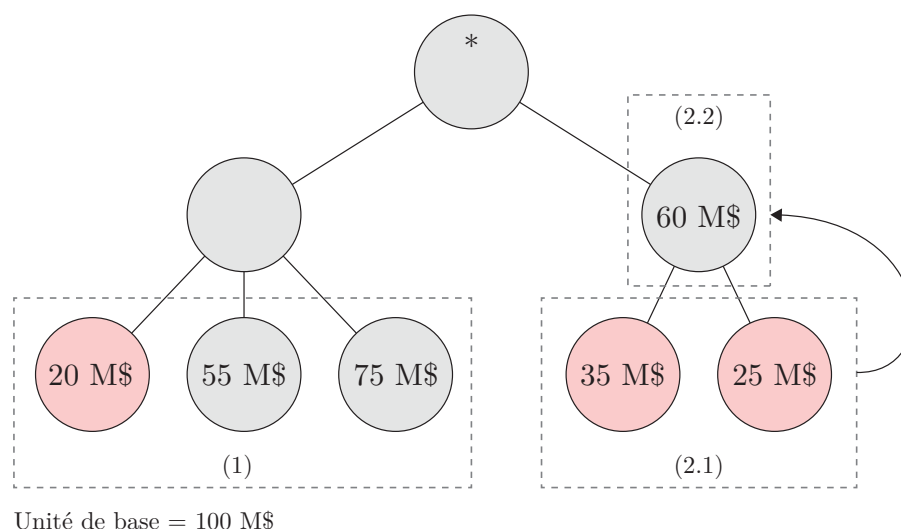 *
(2.2)
60 M$
20 M$ 55 M$ 75 M$ 35 M$ 25 M$
(1) (2.1)
Unité de base = 100 M$